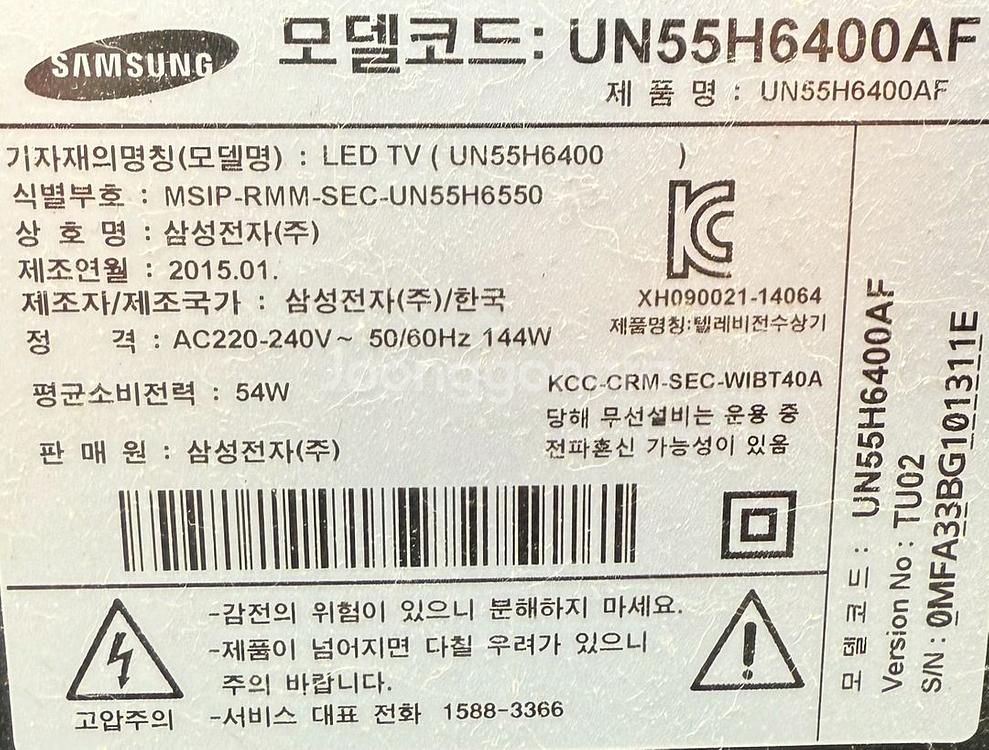 SAMSUNG 모델코드: UN55H6400AF
제 품 명 : UN55H6400AF
기자재의명칭(모델명) : LED TV ( UN55H6400 )
식별부호 : MSIP-RMM-SEC-UN55H6550
상 호 명 : 삼성전자(주)
제조연월 : 2015.01.
제조자/제조국가 : 삼성전자(주)/한국
정 격 : AC220-240V~ 50/60Hz 144W
평균소비전력 : 54W
판 매 원 : 삼성전자(주)
XH090021-14064
제품명칭:텔레비전수상기
KCC-CRM-SEC-WIBT40A
당해 무선설비는 운용 중
전파혼신 가능성이 있음
고압주의
-감전의 위험이 있으니 분해하지 마세요.
-제품이 넘어지면 다칠 우려가 있으니
주의 바랍니다.
-서비스 대표 전화 1588-3366
모델코드 : UN55H6400AF
Version No : TU02
S/N : 0MFA33BG101311E